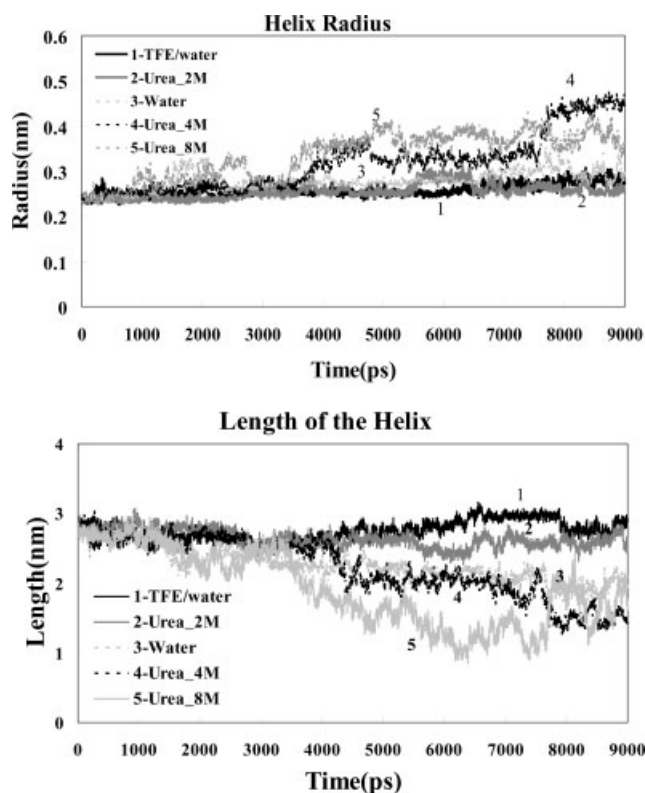 Helix Radius
0.6
0.5
0.4
0.3
0.2
0.1
0
Radius(nm)
1-TFE/water
2-Urea_2M
3-Water
4-Urea_4M
5-Urea_8M
5
4
3
1
2
0 1000 2000 3000 4000 5000 6000 7000 8000 9000
Time(ps)
Length of the Helix
4
3
2
1
0
Length(nm)
1
2
3
4
5
1-TFE/water
2-Urea_2M
3-Water
4-Urea_4M
5-Urea_8M
0 1000 2000 3000 4000 5000 6000 7000 8000 9000
Time(ps)